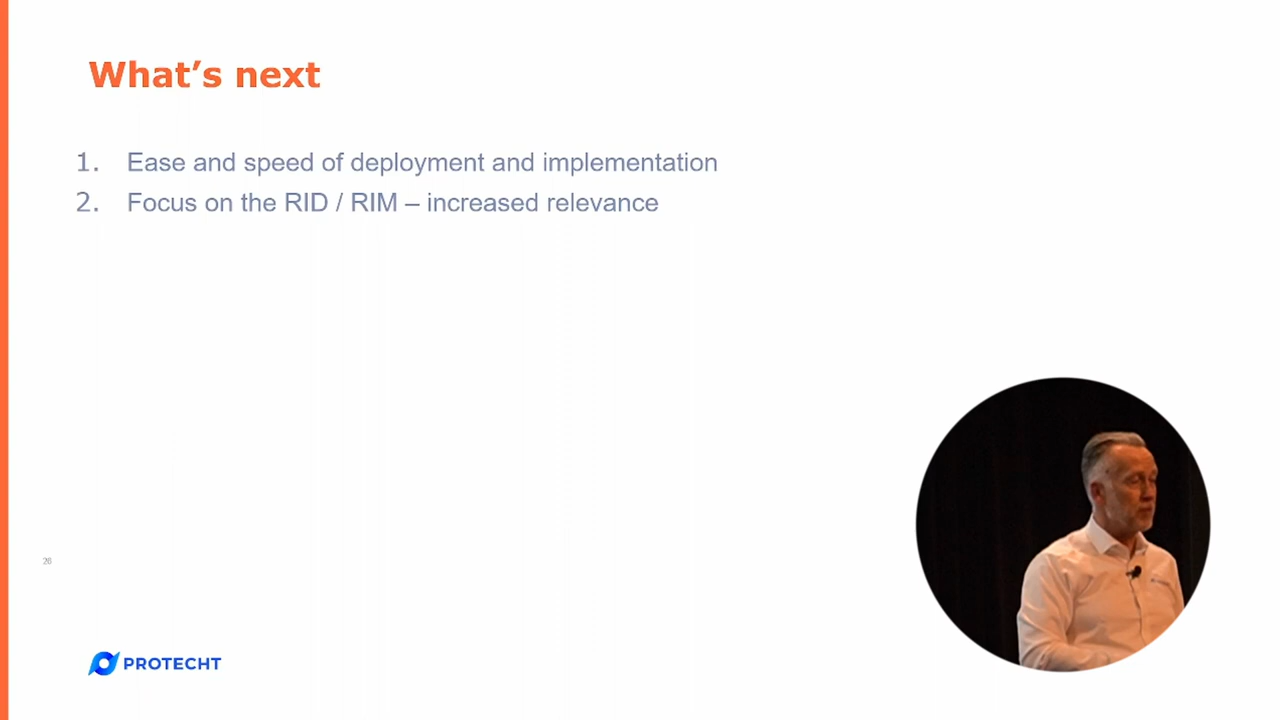 What's next
1. Ease and speed of deployment and implementation
2. Focus on the RID / RIM – increased relevance
26
PROTECHT